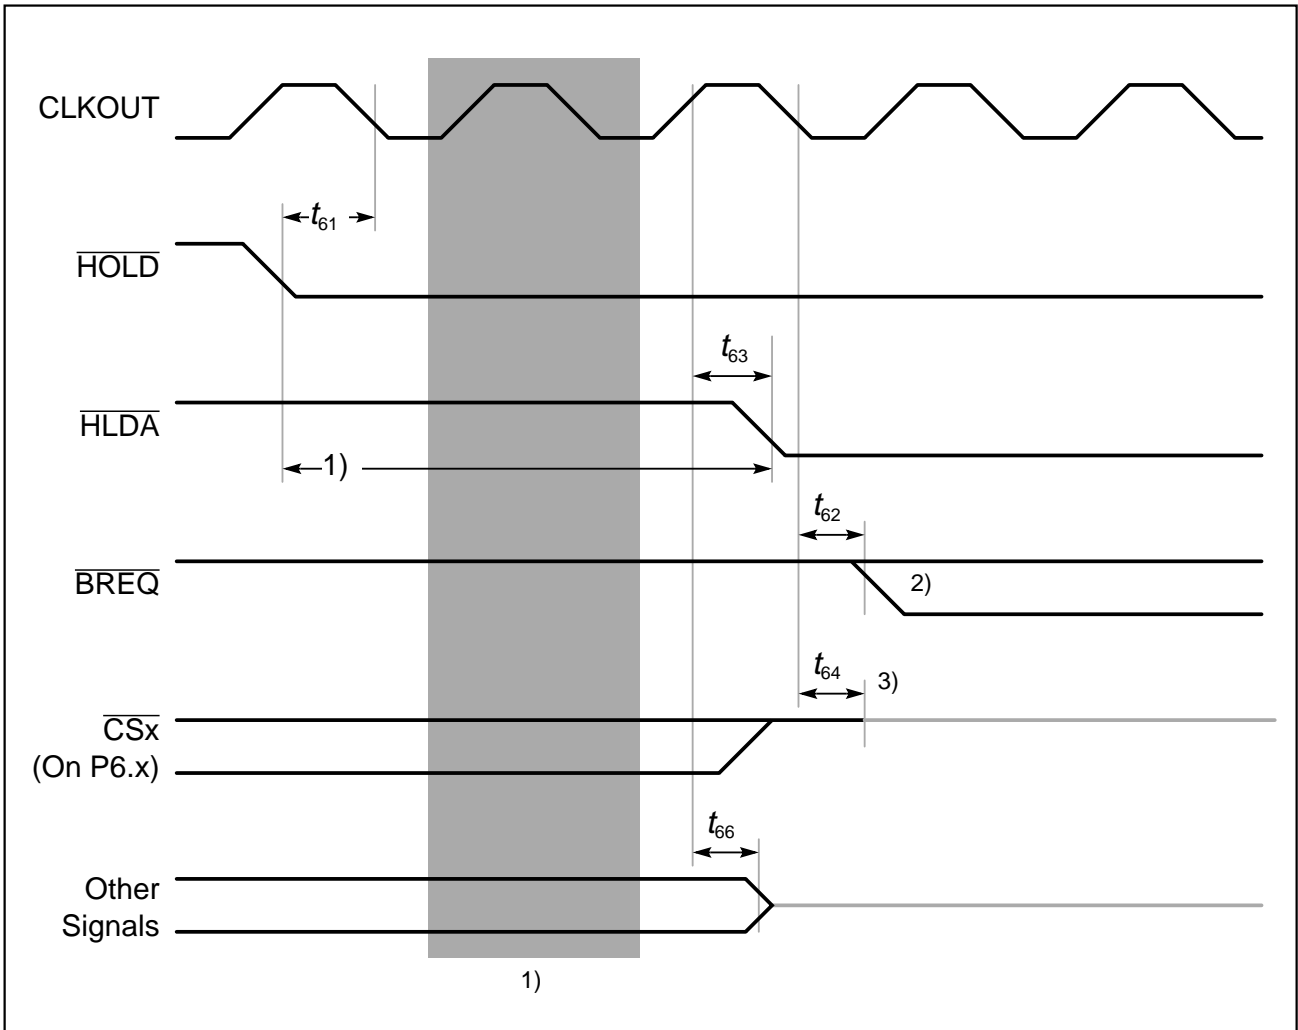 CLKOUT
t61
HOLD
t63
HLDA
1)
t62
BREQ
2)
t64
3)
CSx
(On P6.x)
t66
Other
Signals
1)